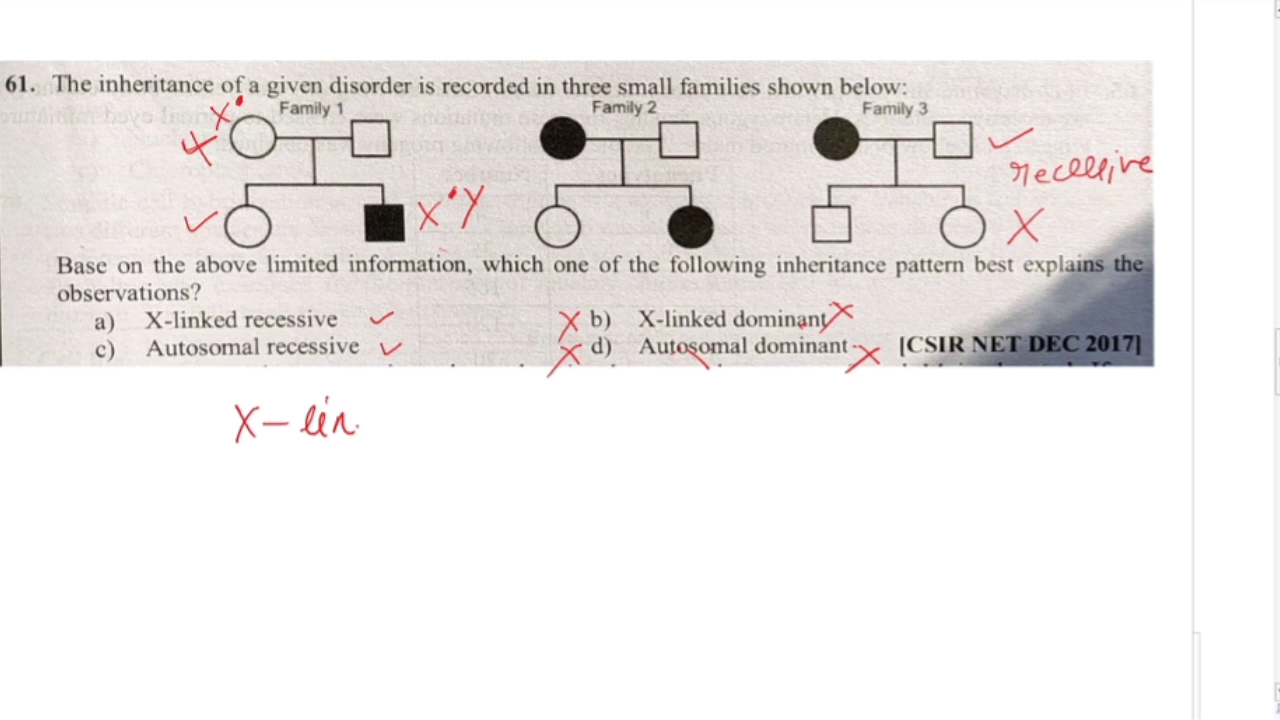 61. The inheritance of a given disorder is recorded in three small families shown below:
Family 1 Family 2 Family 3
X
X Y
recessive
X
Base on the above limited information, which one of the following inheritance pattern best explains the
observations?
a) X-linked recessive b) X-linked dominant
c) Autosomal recessive d) Autosomal dominant [CSIR NET DEC 2017]
X-lin